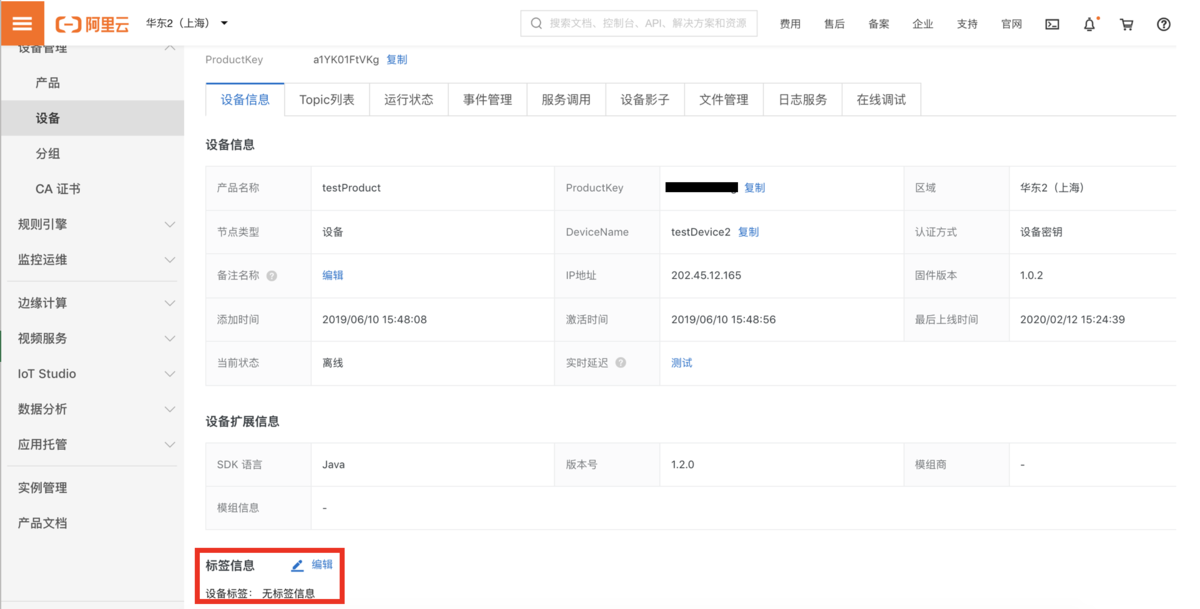 阿里云 华东2（上海） 搜索文档、控制台、API、解决方案和资源 费用 售后 备案 企业 支持 官网
设备管理
产品
设备
分组
CA 证书
规则引擎
监控运维
边缘计算
视频服务
IoT Studio
数据分析
应用托管
实例管理
产品文档
ProductKey a1YK01FtVKg 复制
设备信息 Topic列表 运行状态 事件管理 服务调用 设备影子 文件管理 日志服务 在线调试
设备信息
产品名称 testProduct ProductKey 复制 区域 华东2（上海）
节点类型 设备 DeviceName testDevice2 复制 认证方式 设备密钥
备注名称 编辑 IP地址 202.45.12.165 固件版本 1.0.2
添加时间 2019/06/10 15:48:08 激活时间 2019/06/10 15:48:56 最后上线时间 2020/02/12 15:24:39
当前状态 离线 实时延迟 测试
设备扩展信息
SDK 语言 Java 版本号 1.2.0 模组商 -
模组信息 -
标签信息 编辑
设备标签： 无标签信息